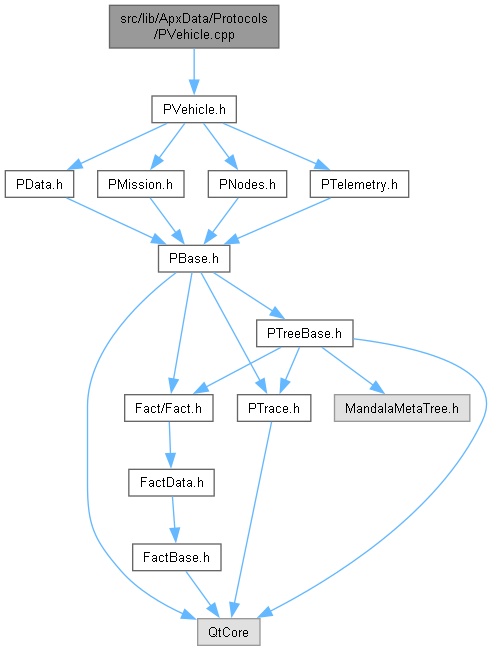 src/lib/ApxData/Protocols
/PVehicle.cpp
PVehicle.h
PData.h
PMission.h
PNodes.h
PTelemetry.h
PBase.h
PTreeBase.h
Fact/Fact.h
PTrace.h
MandalaMetaTree.h
FactData.h
FactBase.h
QtCore